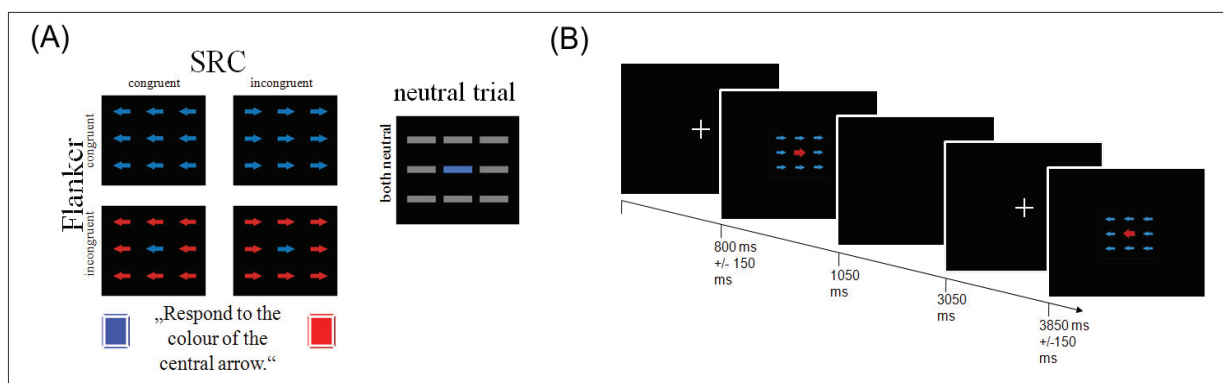 (A)
SRC
congruent
incongruent
Flanker
congruent
incongruent
neutral trial
both neutral
„Respond to the
colour of the
central arrow.“
(B)
800 ms
+/- 150
ms
1050
ms
3050
ms
3850 ms
+/-150
ms